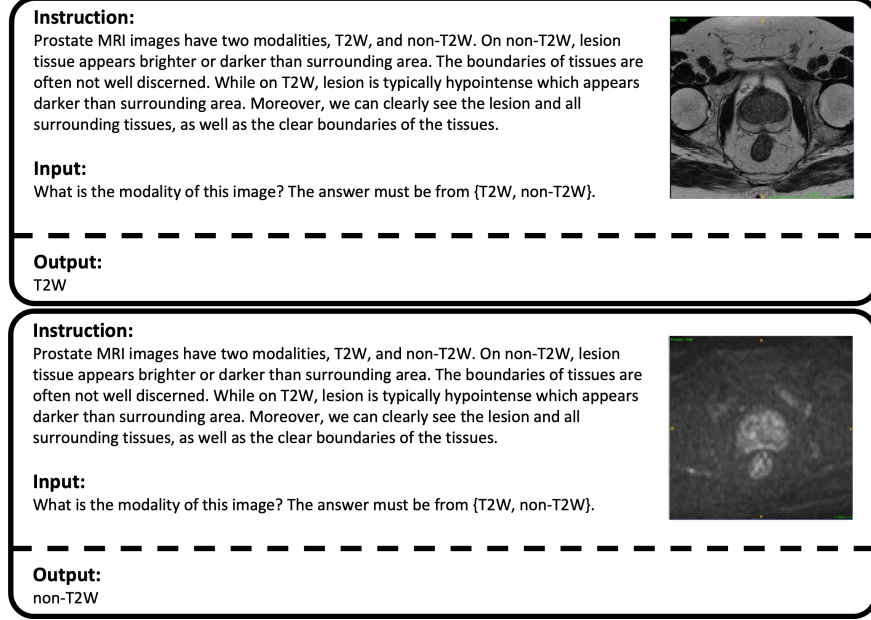 Instruction:
Prostate MRI images have two modalities, T2W, and non-T2W. On non-T2W, lesion
tissue appears brighter or darker than surrounding area. The boundaries of tissues are
often not well discerned. While on T2W, lesion is typically hypointense which appears
darker than surrounding area. Moreover, we can clearly see the lesion and all
surrounding tissues, as well as the clear boundaries of the tissues.
Input:
What is the modality of this image? The answer must be from {T2W, non-T2W}.
Output:
T2W
Instruction:
Prostate MRI images have two modalities, T2W, and non-T2W. On non-T2W, lesion
tissue appears brighter or darker than surrounding area. The boundaries of tissues are
often not well discerned. While on T2W, lesion is typically hypointense which appears
darker than surrounding area. Moreover, we can clearly see the lesion and all
surrounding tissues, as well as the clear boundaries of the tissues.
Input:
What is the modality of this image? The answer must be from {T2W, non-T2W}.
Output:
non-T2W